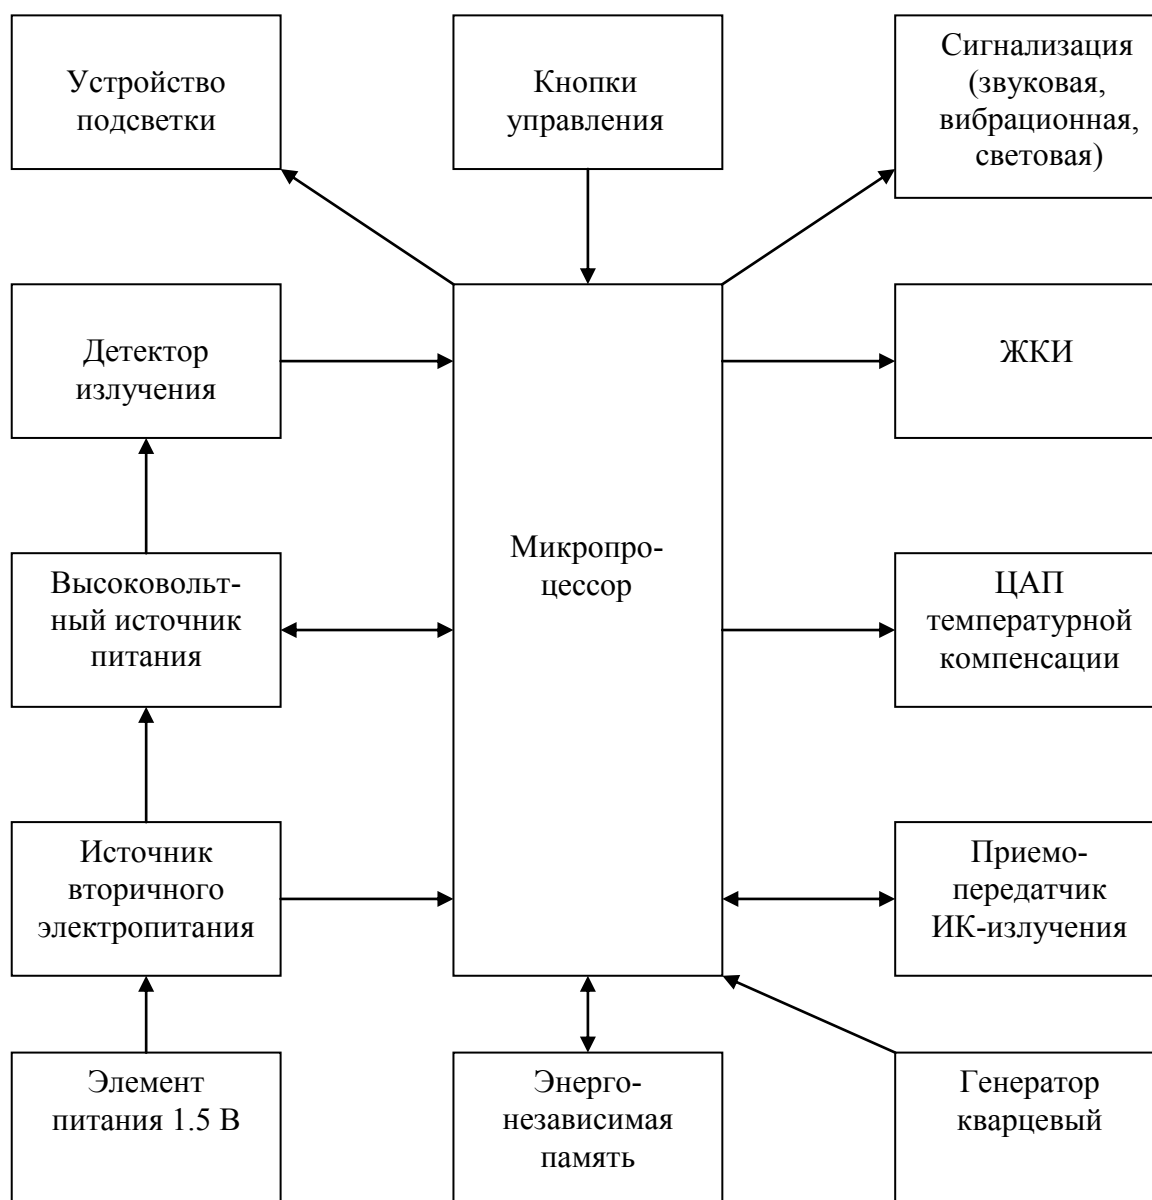 Устройство
подсветки
Кнопки
управления
Сигнализация
(звуковая,
вибрационная,
световая)
Детектор
излучения
ЖКИ
Микропро-
цессор
Высоковольт-
ный источник
питания
ЦАП
температурной
компенсации
Источник
вторичного
электропитания
Приемо-
передатчик
ИК-излучения
Элемент
питания 1.5 В
Энерго-
независимая
память
Генератор
кварцевый